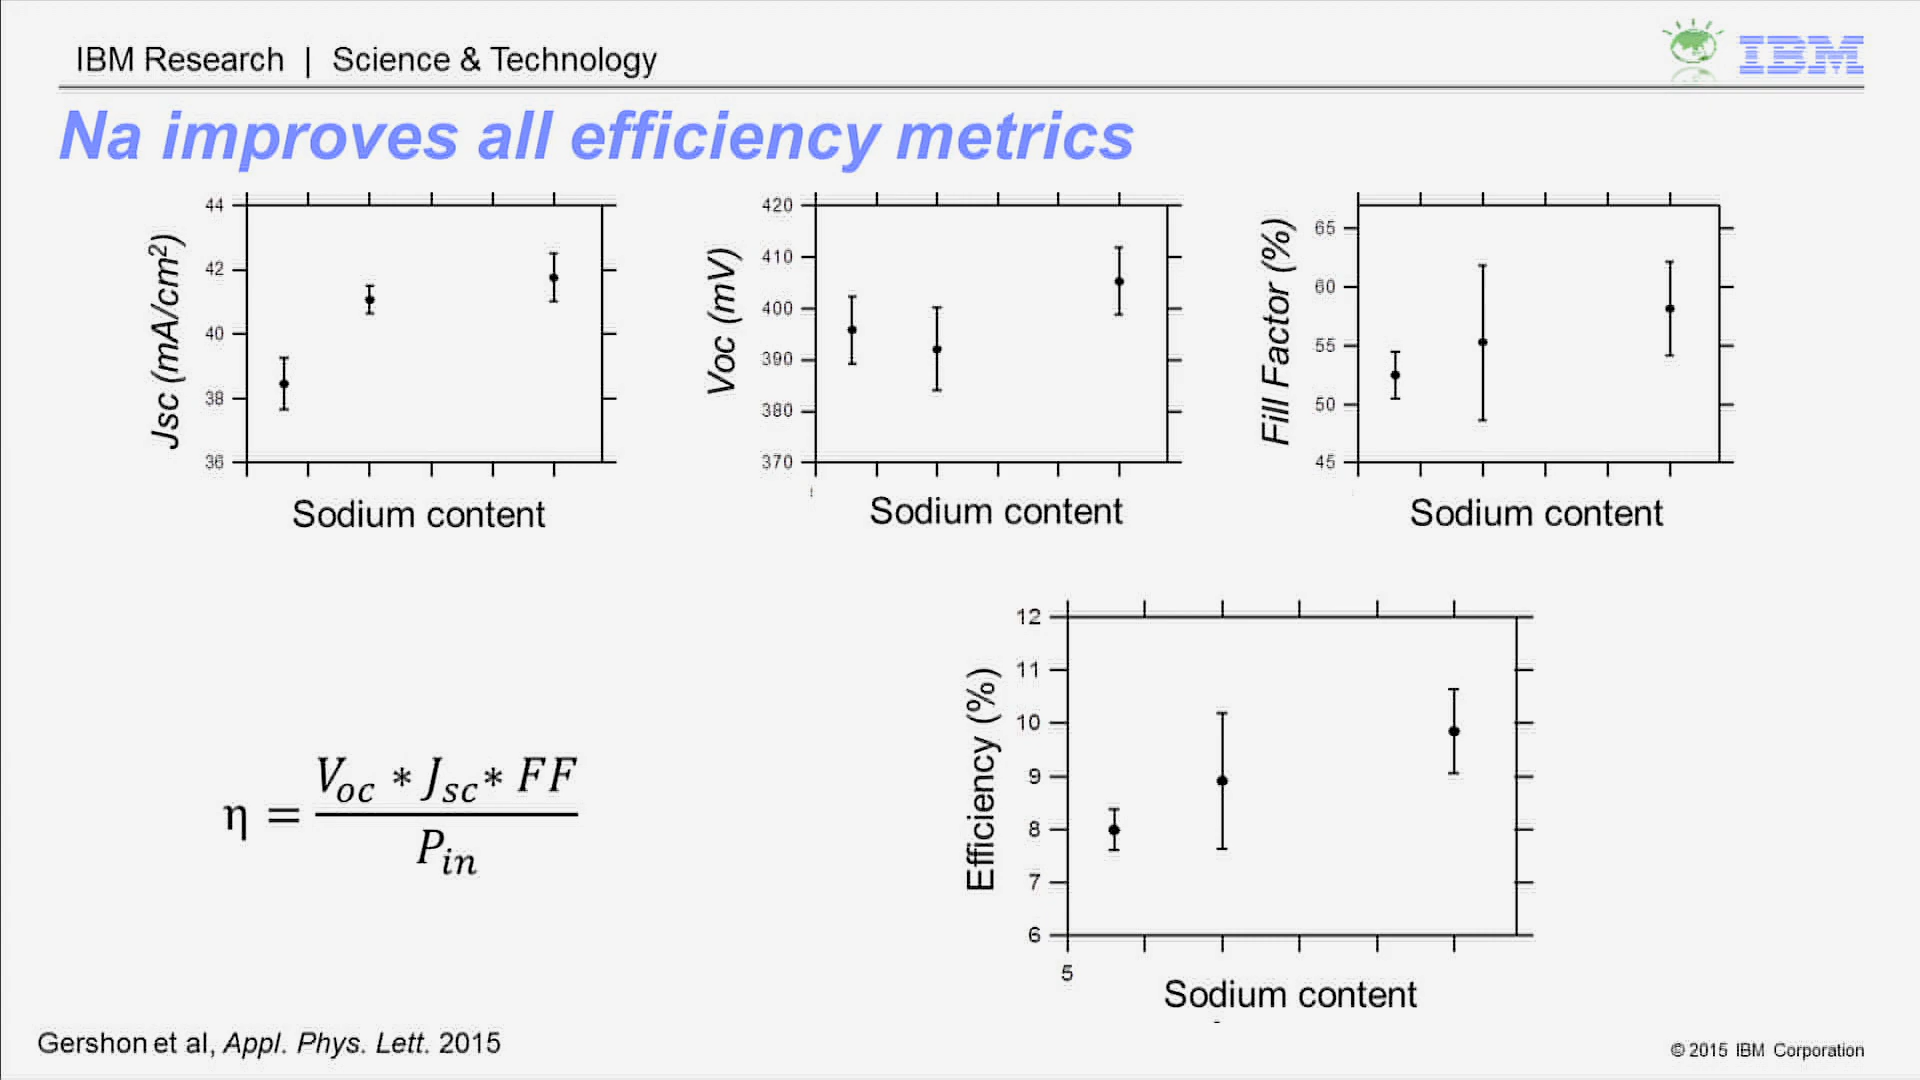 IBM Research | Science & Technology
IBM
Na improves all efficiency metrics
Jsc (mA/cm²)
44
42
40
38
36
Sodium content
Voc (mV)
420
410
400
390
380
370
Sodium content
Fill Factor (%)
65
60
55
50
45
Sodium content
η = Voc * Jsc* FF / Pin
Efficiency (%)
12
11
10
9
8
7
6
5
Sodium content
Gershon et al, Appl. Phys. Lett. 2015
© 2015 IBM Corporation